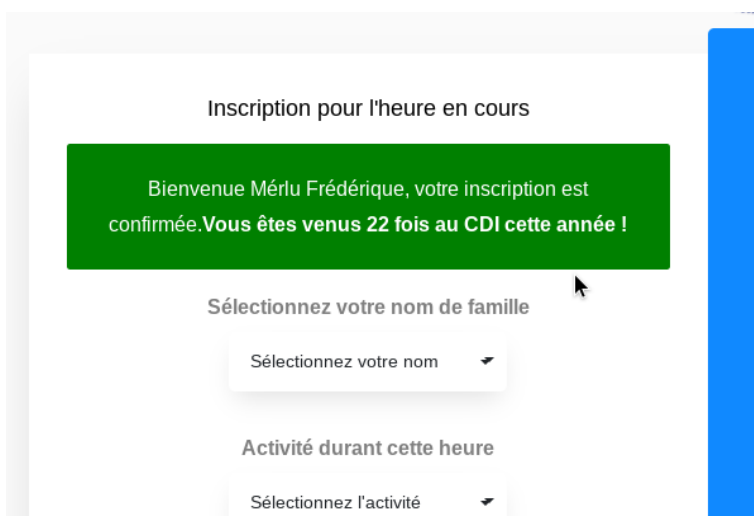 Inscription pour l'heure en cours
Bienvenue Mérlu Frédérique, votre inscription est
confirmée.Vous êtes venus 22 fois au CDI cette année !
Sélectionnez votre nom de famille
Sélectionnez votre nom
Activité durant cette heure
Sélectionnez l'activité